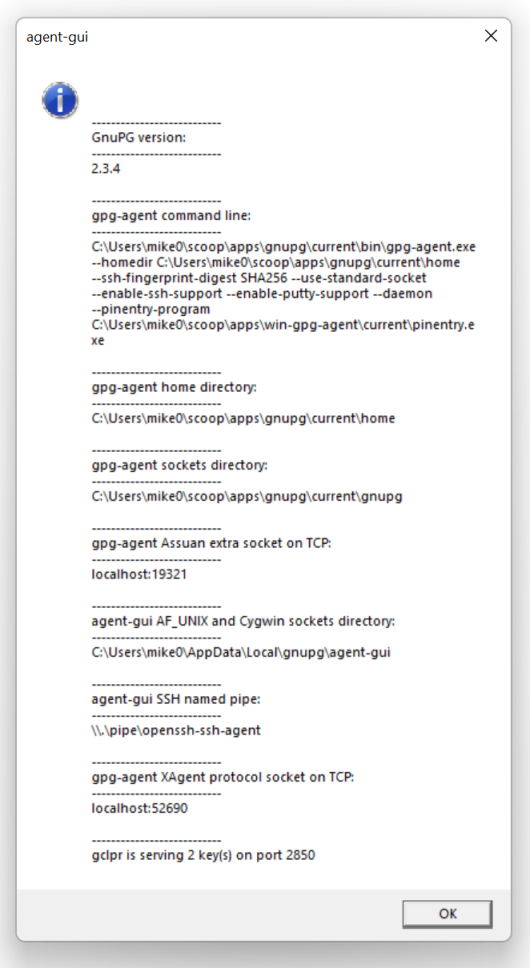 agent-gui
---------------------------
GnuPG version:
---------------------------
2.3.4
---------------------------
gpg-agent command line:
---------------------------
C:\Users\mike0\scoop\apps\gnupg\current\bin\gpg-agent.exe
--homedir C:\Users\mike0\scoop\apps\gnupg\current\home
--ssh-fingerprint-digest SHA256 --use-standard-socket
--enable-ssh-support --enable-putty-support --daemon
--pinentry-program
C:\Users\mike0\scoop\apps\win-gpg-agent\current\pinentry.e
xe
---------------------------
gpg-agent home directory:
---------------------------
C:\Users\mike0\scoop\apps\gnupg\current\home
---------------------------
gpg-agent sockets directory:
---------------------------
C:\Users\mike0\scoop\apps\gnupg\current\gnupg
---------------------------
gpg-agent Assuan extra socket on TCP:
---------------------------
localhost:19321
---------------------------
agent-gui AF_UNIX and Cygwin sockets directory:
---------------------------
C:\Users\mike0\AppData\Local\gnupg\agent-gui
---------------------------
agent-gui SSH named pipe:
---------------------------
\\.\pipe\openssh-ssh-agent
---------------------------
gpg-agent XAgent protocol socket on TCP:
---------------------------
localhost:52690
---------------------------
gclpr is serving 2 key(s) on port 2850
OK